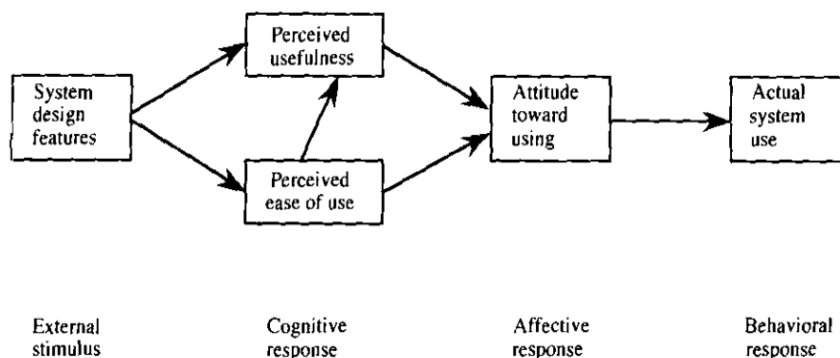 Perceived
usefulness
System
design
features
Attitude
toward
using
Actual
system
use
Perceived
ease of use
External
stimulus
Cognitive
response
Affective
response
Behavioral
response